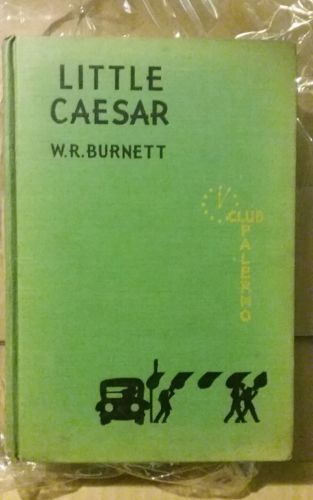 LITTLE
CAESAR
W.R. BURNETT
CLUB
PALERMO